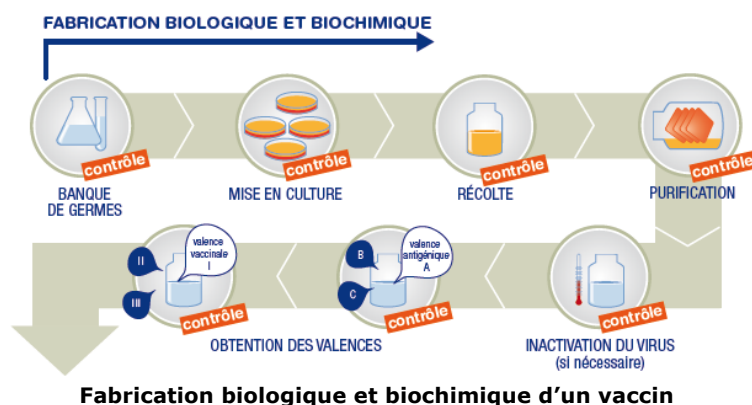 FABRICATION BIOLOGIQUE ET BIOCHIMIQUE
contrôle
BANQUE
DE GERMES
contrôle
MISE EN CULTURE
contrôle
RÉCOLTE
contrôle
PURIFICATION
II
III
valence
vaccinale
I
contrôle
B
C
valence
antigénique
A
contrôle
OBTENTION DES VALENCES
contrôle
INACTIVATION DU VIRUS
(si nécessaire)
Fabrication biologique et biochimique d’un vaccin